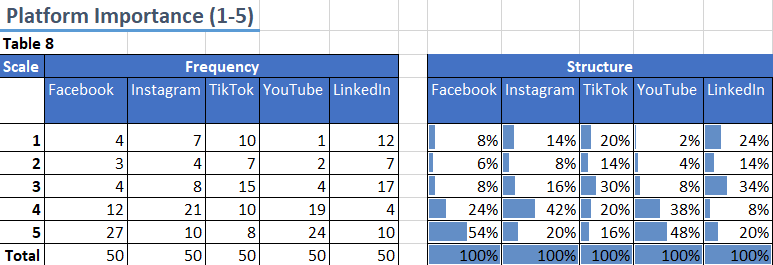 Platform Importance (1-5)
Table 8
Scale Frequency Structure
Facebook Instagram TikTok YouTube LinkedIn Facebook Instagram TikTok YouTube LinkedIn
1 4 7 10 1 12 8% 14% 20% 2% 24%
2 3 4 7 2 7 6% 8% 14% 4% 14%
3 4 8 15 4 17 8% 16% 30% 8% 34%
4 12 21 10 19 4 24% 42% 20% 38% 8%
5 27 10 8 24 10 54% 20% 16% 48% 20%
Total 50 50 50 50 50 100% 100% 100% 100% 100%